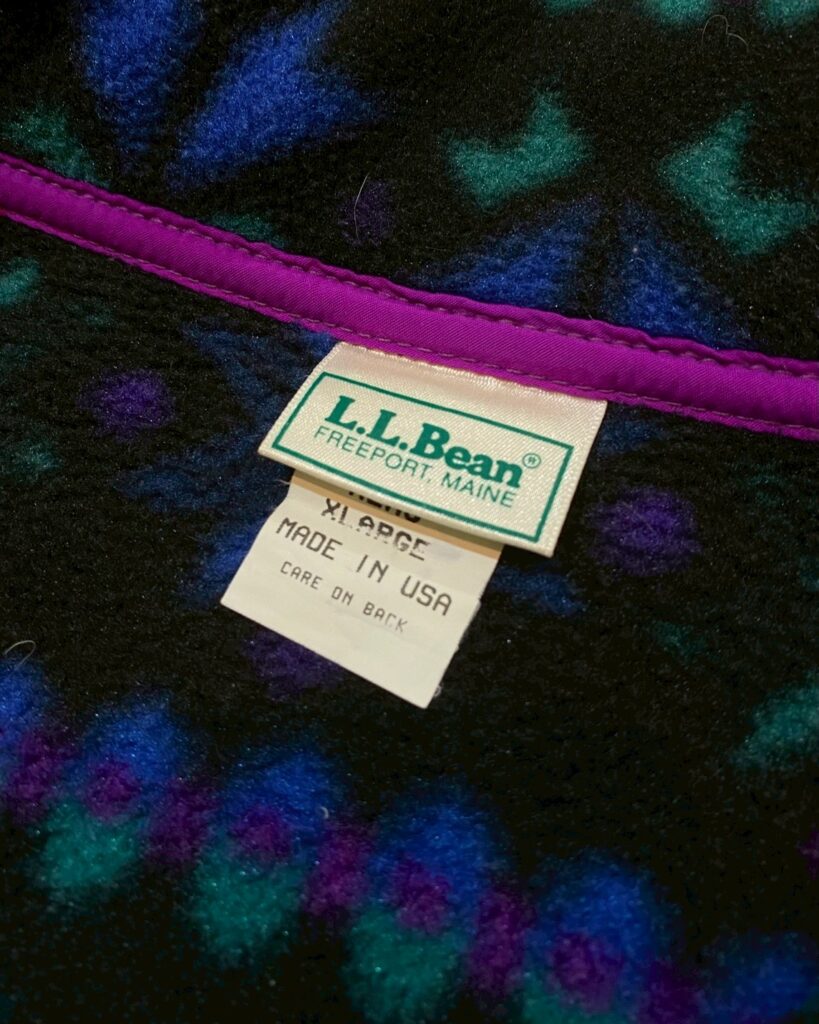 L.L.Bean®
FREEPORT, MAINE
XLARGE
MADE IN USA
CARE ON BACK